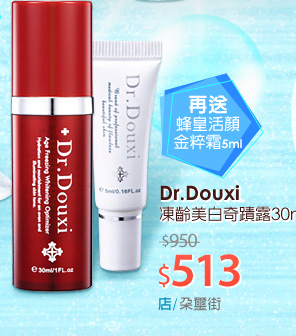 Dr.Douxi
Age Freezing Whitening Optimizer
e 30ml/1FL.oz
Dr.Douxi
e 5ml/0.16FL.oz
再送
蜂皇活顏
金粹霜5ml
Dr.Douxi
凍齡美白奇蹟露30m
$950
$513
店/朵璽街